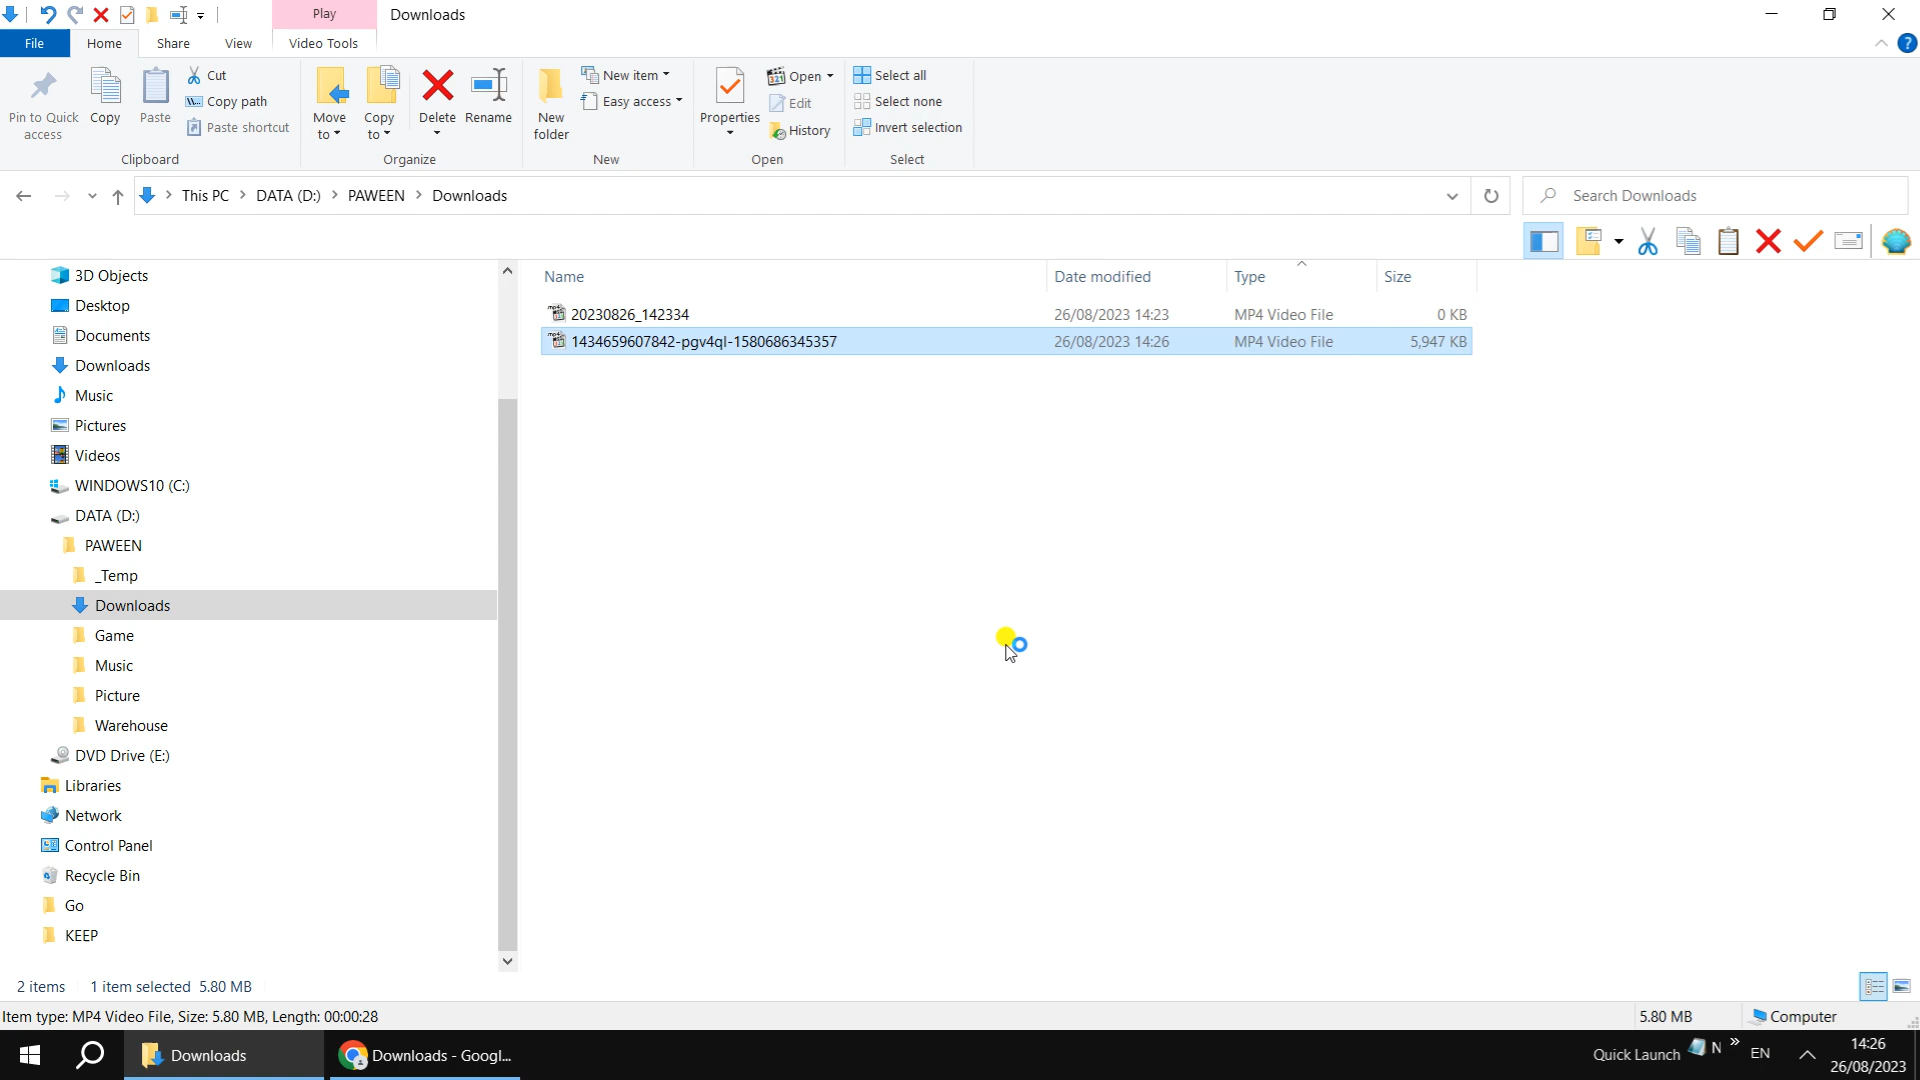 Play
Downloads
File
Home
Share
View
Video Tools
Pin to Quick access
Copy
Paste
Cut
Copy path
Paste shortcut
Clipboard
Move to
Copy to
Delete
Rename
Organize
New folder
New item
Easy access
New
Properties
Open
Edit
History
Open
Select all
Select none
Invert selection
Select
This PC > DATA (D:) > PAWEEN > Downloads
Search Downloads
Name Date modified Type Size
20230826_142334 26/08/2023 14:23 MP4 Video File 0 KB
1434659607842-pgv4ql-1580686345357 26/08/2023 14:26 MP4 Video File 5,947 KB
3D Objects
Desktop
Documents
Downloads
Music
Pictures
Videos
WINDOWS10 (C:)
DATA (D:)
PAWEEN
_Temp
Downloads
Game
Music
Picture
Warehouse
DVD Drive (E:)
Libraries
Network
Control Panel
Recycle Bin
Go
KEEP
2 items 1 item selected 5.80 MB
Item type: MP4 Video File, Size: 5.80 MB, Length: 00:00:28
5.80 MB
Computer
Downloads
Downloads - Googl...
Quick Launch
N
EN
14:26
26/08/2023